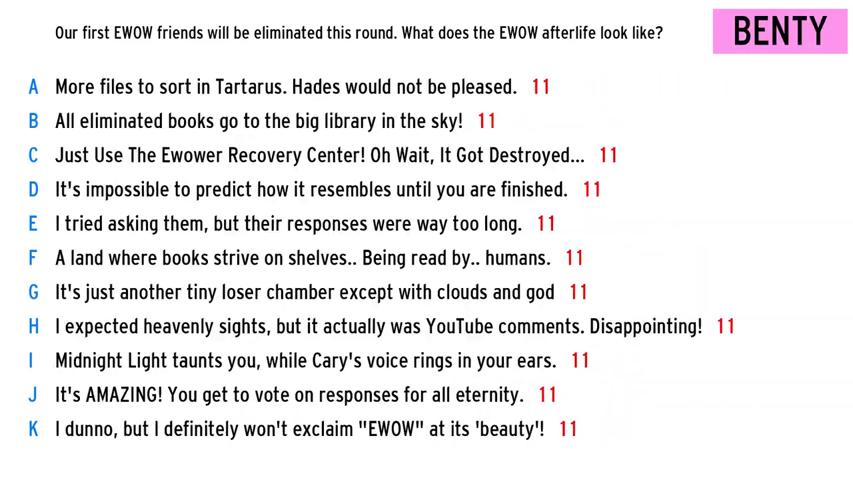 Our first EWOW friends will be eliminated this round. What does the EWOW afterlife look like?
BENTY
A More files to sort in Tartarus. Hades would not be pleased. 11
B All eliminated books go to the big library in the sky! 11
C Just Use The Ewower Recovery Center! Oh Wait, It Got Destroyed... 11
D It's impossible to predict how it resembles until you are finished. 11
E I tried asking them, but their responses were way too long. 11
F A land where books strive on shelves.. Being read by.. humans. 11
G It's just another tiny loser chamber except with clouds and god 11
H I expected heavenly sights, but it actually was YouTube comments. Disappointing! 11
I Midnight Light taunts you, while Cary's voice rings in your ears. 11
J It's AMAZING! You get to vote on responses for all eternity. 11
K I dunno, but I definitely won't exclaim "EWOW" at its 'beauty'! 11